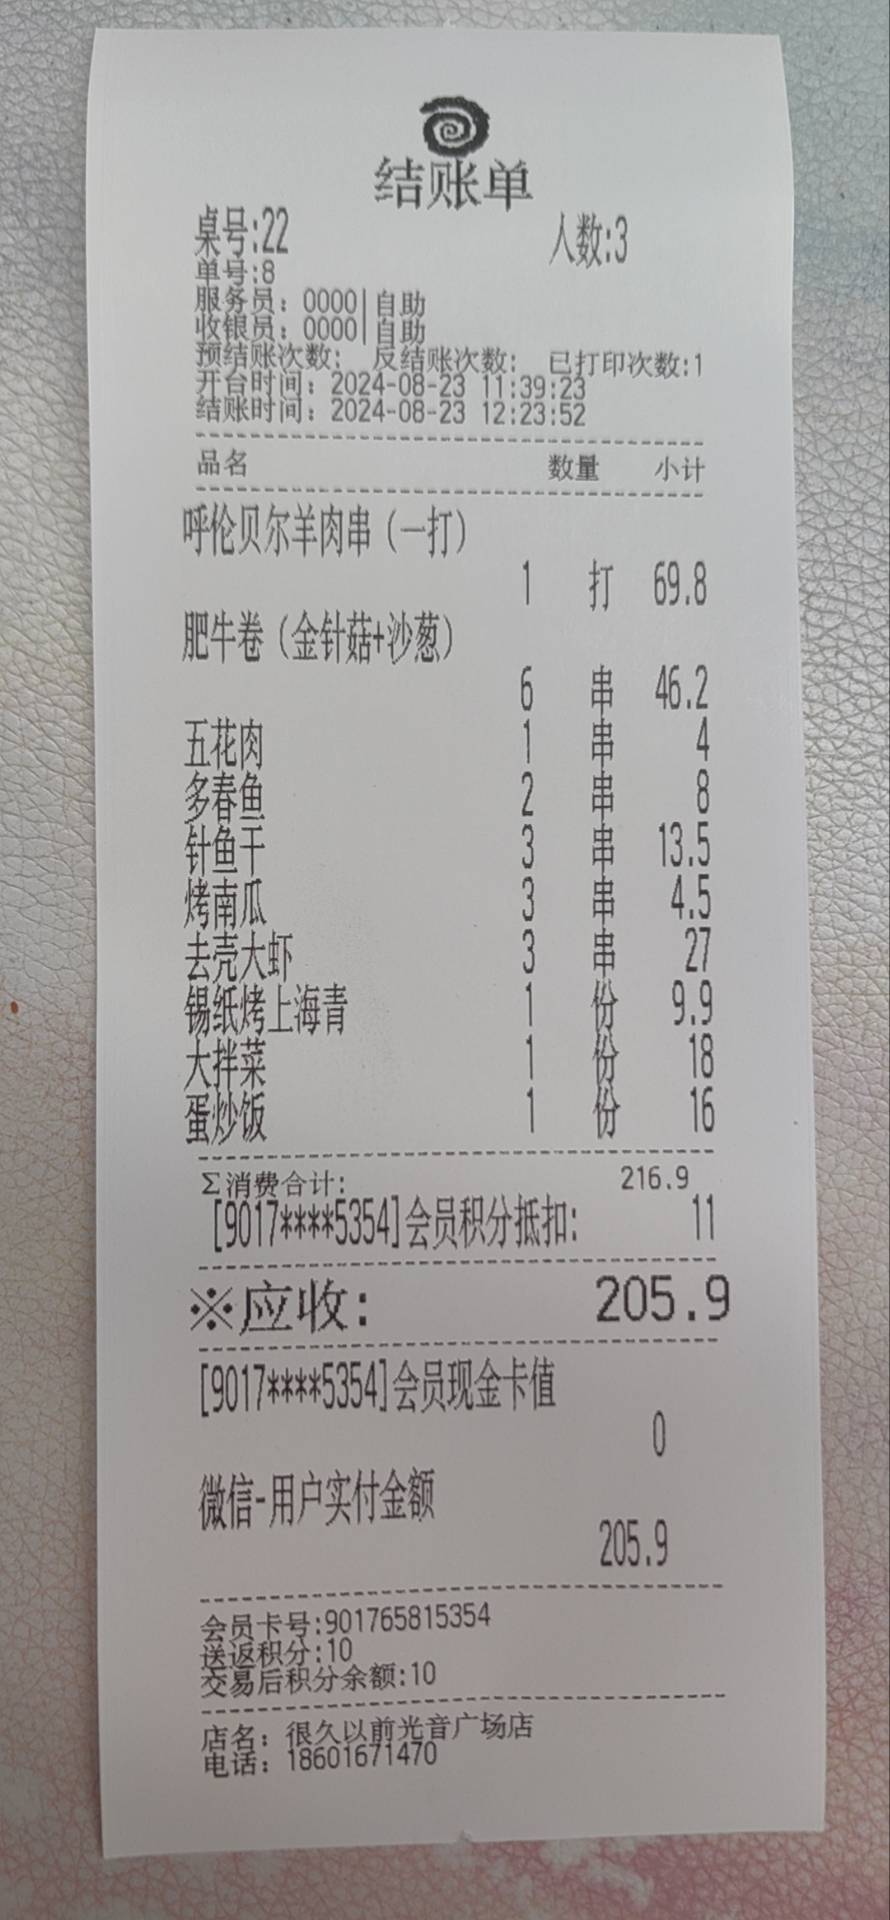 结账单
桌号:22 人数:3
单号:8
服务员: 0000|自助
收银员: 0000|自助
预结账次数: 反结账次数: 已打印次数:1
开台时间: 2024-08-23 11:39:23
结账时间: 2024-08-23 12:23:52
品名 数量 小计
呼伦贝尔羊肉串(一打)
1 打 69.8
肥牛卷(金针菇+沙葱)
6 串 46.2
五花肉 1 串 4
多春鱼 2 串 8
针鱼干 3 串 13.5
烤南瓜 3 串 4.5
去壳大虾 3 串 27
锡纸烤上海青 1 份 9.9
大拌菜 1 份 18
蛋炒饭 1 份 16
Σ消费合计: 216.9
[9017****5354]会员积分抵扣: 11
※应收: 205.9
[9017****5354]会员现金卡值
0
微信-用户实付金额
205.9
会员卡号:901765815354
送返积分:10
交易后积分余额:10
店名: 很久以前光音广场店
电话: 18601671470